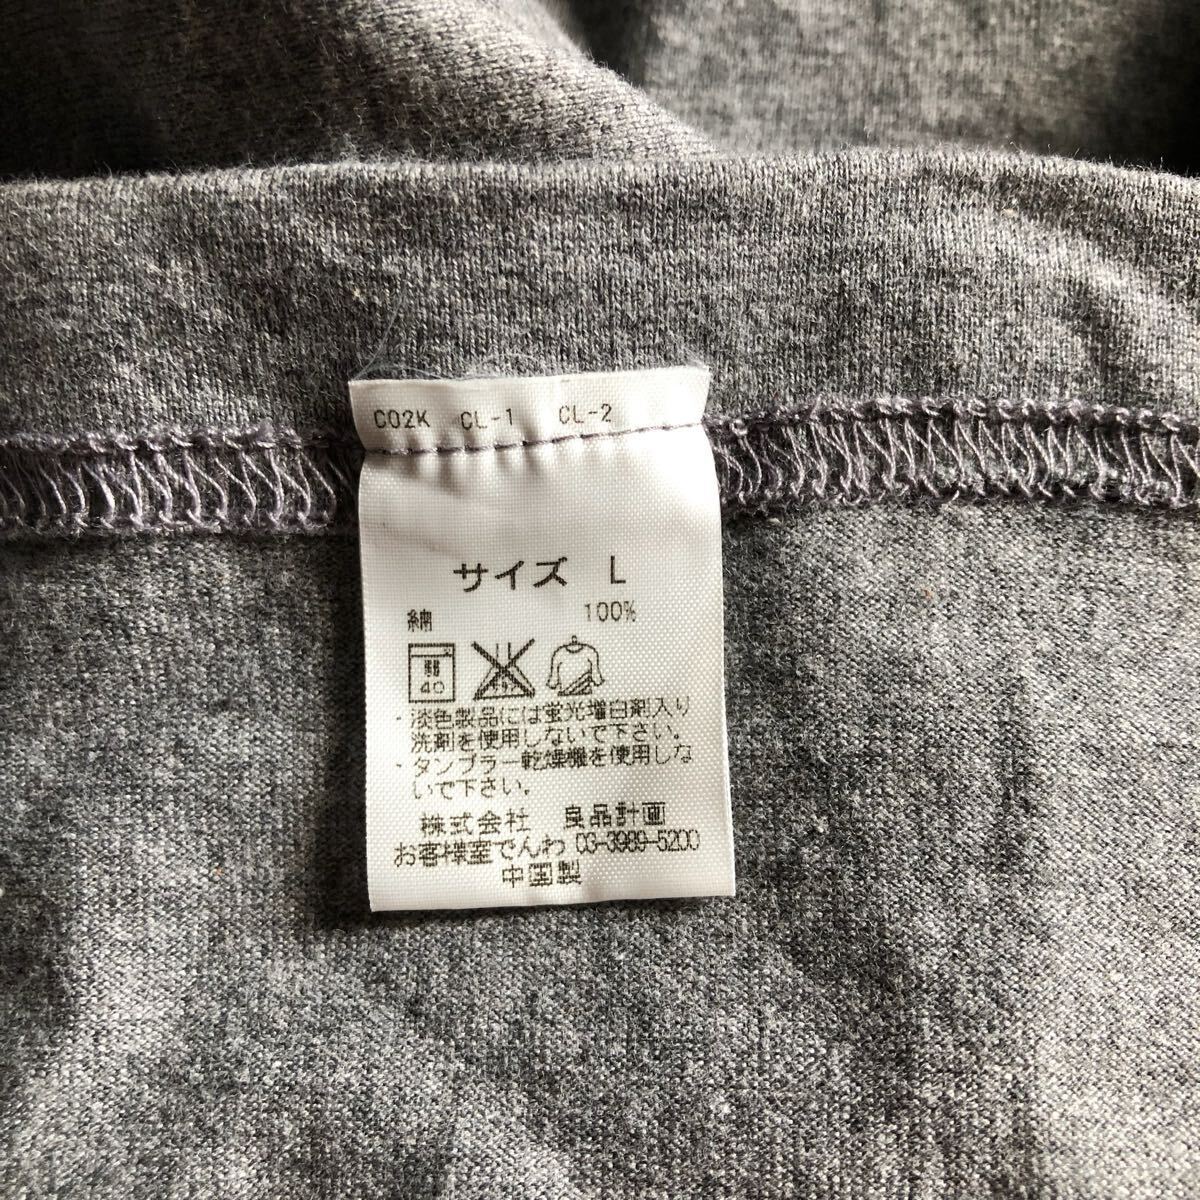 C02K CL-1 CL-2
サイズ L
綿 100%
弱 40
・淡色製品には蛍光増白剤入り
洗剤を使用しないで下さい。
・タンブラー乾燥機を使用しな
いで下さい。
株式会社 良品計画
お客様室でんわ 03-3989-5200
中国製